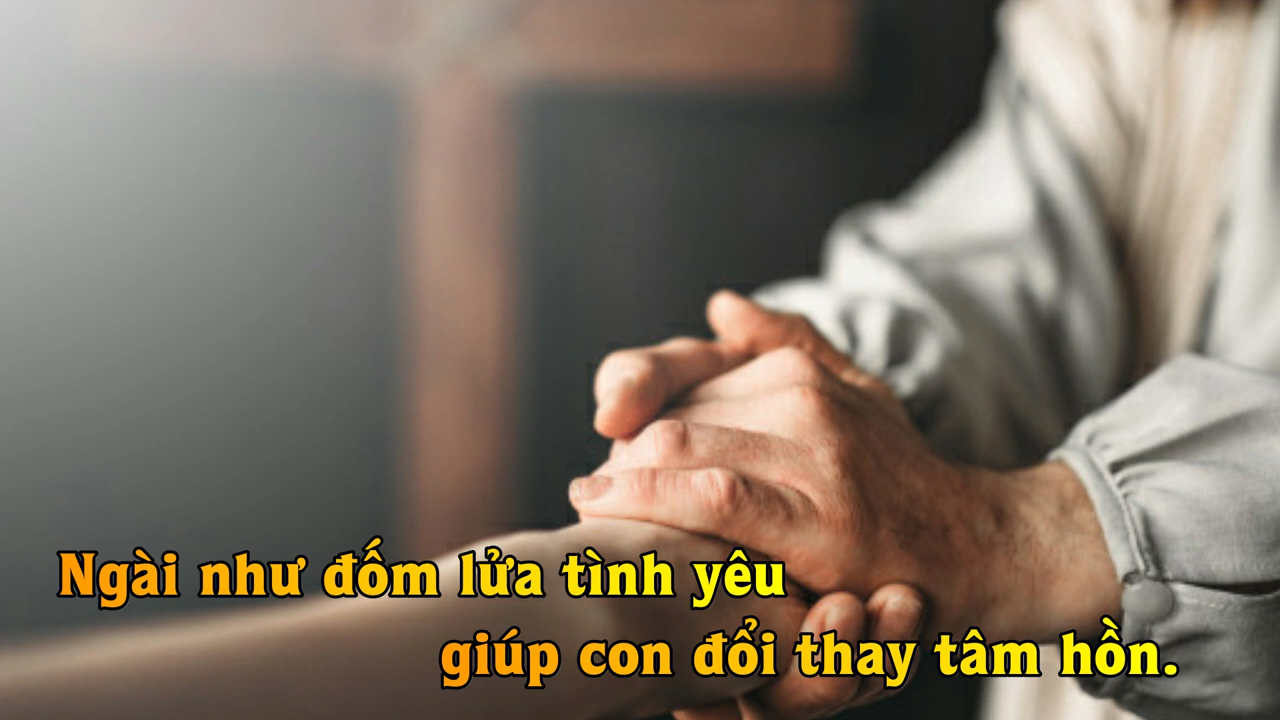 Ngài như đốm lửa tình yêu
giúp con đổi thay tâm hồn.